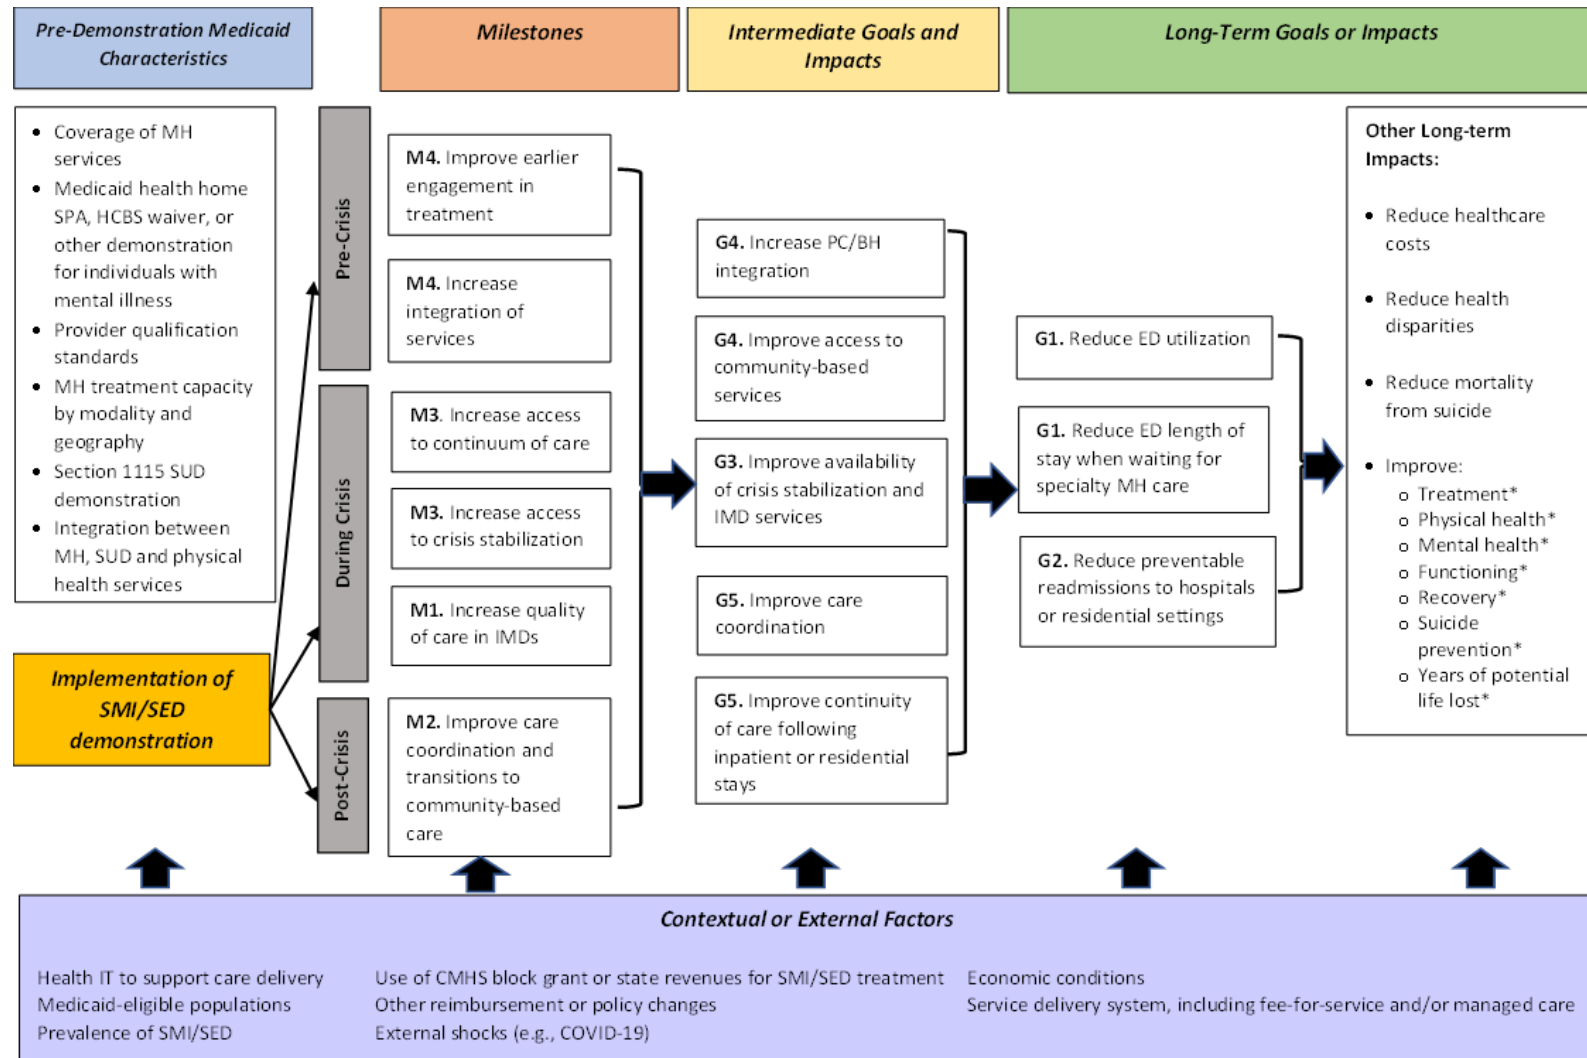 Pre-Demonstration Medicaid
Characteristics
Milestones
Intermediate Goals and
Impacts
Long-Term Goals or Impacts
• Coverage of MH
services
• Medicaid health home
SPA, HCBS waiver, or
other demonstration
for individuals with
mental illness
• Provider qualification
standards
• MH treatment capacity
by modality and
geography
• Section 1115 SUD
demonstration
• Integration between
MH, SUD and physical
health services
Implementation of
SMI/SED
demonstration
Pre-Crisis
During Crisis
Post-Crisis
M4. Improve earlier
engagement in
treatment
M4. Increase
integration of
services
M3. Increase access
to continuum of care
M3. Increase access
to crisis stabilization
M1. Increase quality
of care in IMDs
M2. Improve care
coordination and
transitions to
community-based
care
G4. Increase PC/BH
integration
G4. Improve access to
community-based
services
G3. Improve availability
of crisis stabilization and
IMD services
G5. Improve care
coordination
G5. Improve continuity
of care following
inpatient or residential
stays
G1. Reduce ED utilization
G1. Reduce ED length of
stay when waiting for
specialty MH care
G2. Reduce preventable
readmissions to hospitals
or residential settings
Other Long-term
Impacts:
• Reduce healthcare
costs
• Reduce health
disparities
• Reduce mortality
from suicide
• Improve:
o Treatment*
o Physical health*
o Mental health*
o Functioning*
o Recovery*
o Suicide
prevention*
o Years of potential
life lost*
Contextual or External Factors
Health IT to support care delivery
Medicaid-eligible populations
Prevalence of SMI/SED
Use of CMHS block grant or state revenues for SMI/SED treatment
Other reimbursement or policy changes
External shocks (e.g., COVID-19)
Economic conditions
Service delivery system, including fee-for-service and/or managed care